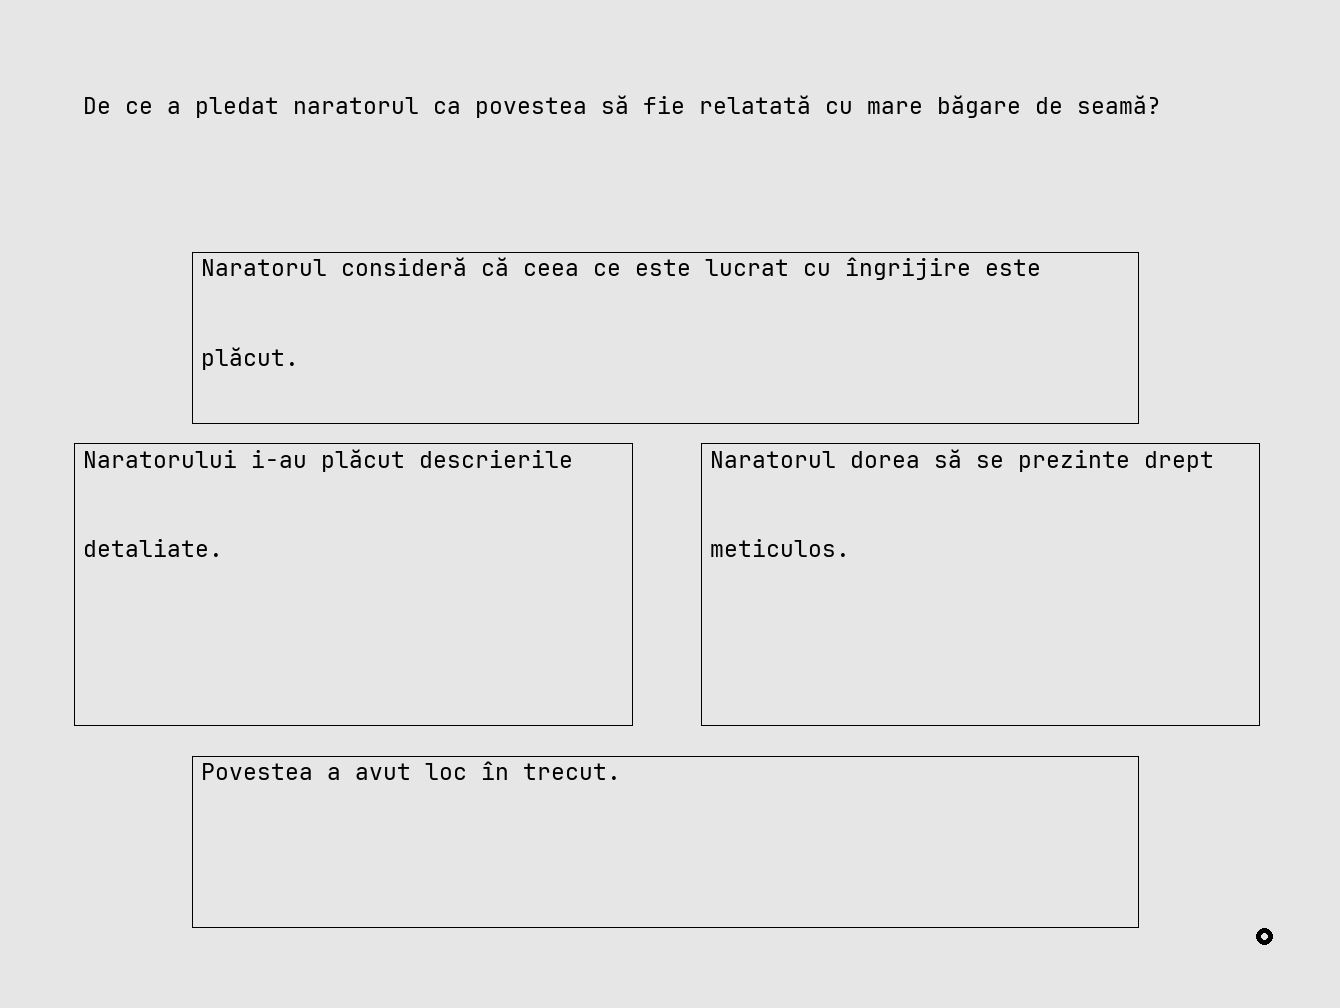 De ce a pledat naratorul ca povestea să fie relatată cu mare băgare de seamă?
Naratorul consideră că ceea ce este lucrat cu îngrijire este
plăcut.
Naratorului i-au plăcut descrierile
detaliate.
Naratorul dorea să se prezinte drept
meticulos.
Povestea a avut loc în trecut.